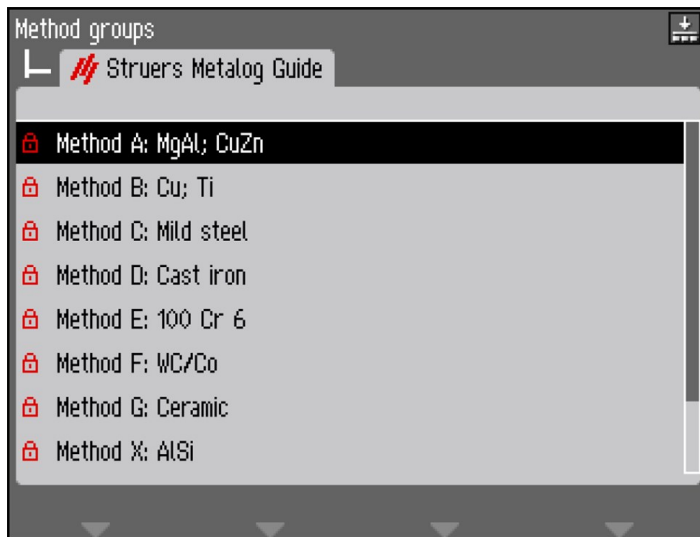 Method groups
Struers Metalog Guide
Method A: MgAl; CuZn
Method B: Cu; Ti
Method C: Mild steel
Method D: Cast iron
Method E: 100 Cr 6
Method F: WC/Co
Method G: Ceramic
Method X: AlSi